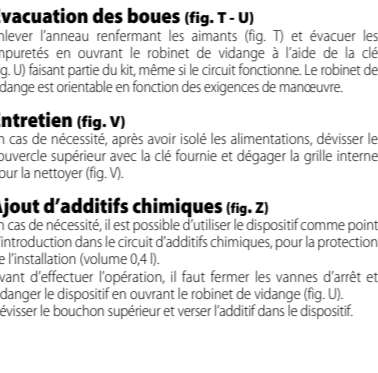 vacuation des boues (fig. T - U)
nlever l'anneau renfermant les aimants (fig. T) et évacuer les
mpuretés en ouvrant le robinet de vidange à l'aide de la clé
g. U) faisant partie du kit, même si le circuit fonctionne. Le robinet de
idange est orientable en fonction des exigences de manœuvre.
ntretien (fig. V)
n cas de nécessité, après avoir isolé les alimentations, dévisser le
ouvercle supérieur avec la clé fournie et dégager la grille interne
our la nettoyer (fig. V).
Ajout d'additifs chimiques (fig. Z)
n cas de nécessité, il est possible d'utiliser le dispositif comme point
'introduction dans le circuit d'additifs chimiques, pour la protection
e l'installation (volume 0,4 l).
vant d'effectuer l'opération, il faut fermer les vannes d'arrêt et
idanger le dispositif en ouvrant le robinet de vidange (fig. U).
évisser le bouchon supérieur et verser l'additif dans le dispositif.